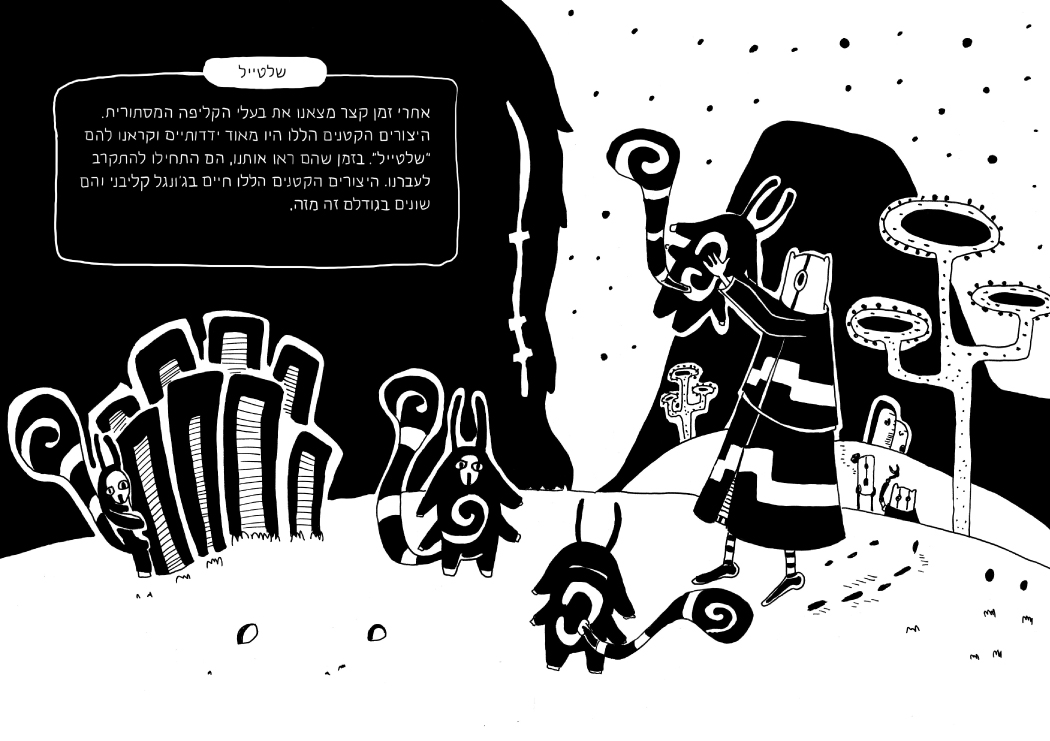 שלטייל
אחרי זמן קצר מצאנו את בעלי הקליפה המסתורית.
היצורים הקטנים הללו היו מאוד ידדותיים וקראנו להם
"שלטייל". בזמן שהם ראו אותנו, הם התחילו להתקרב
לעברנו. היצורים הקטנים הללו חיים בג'ונגל קליבני והם
שונים בגודלם זה מזה.